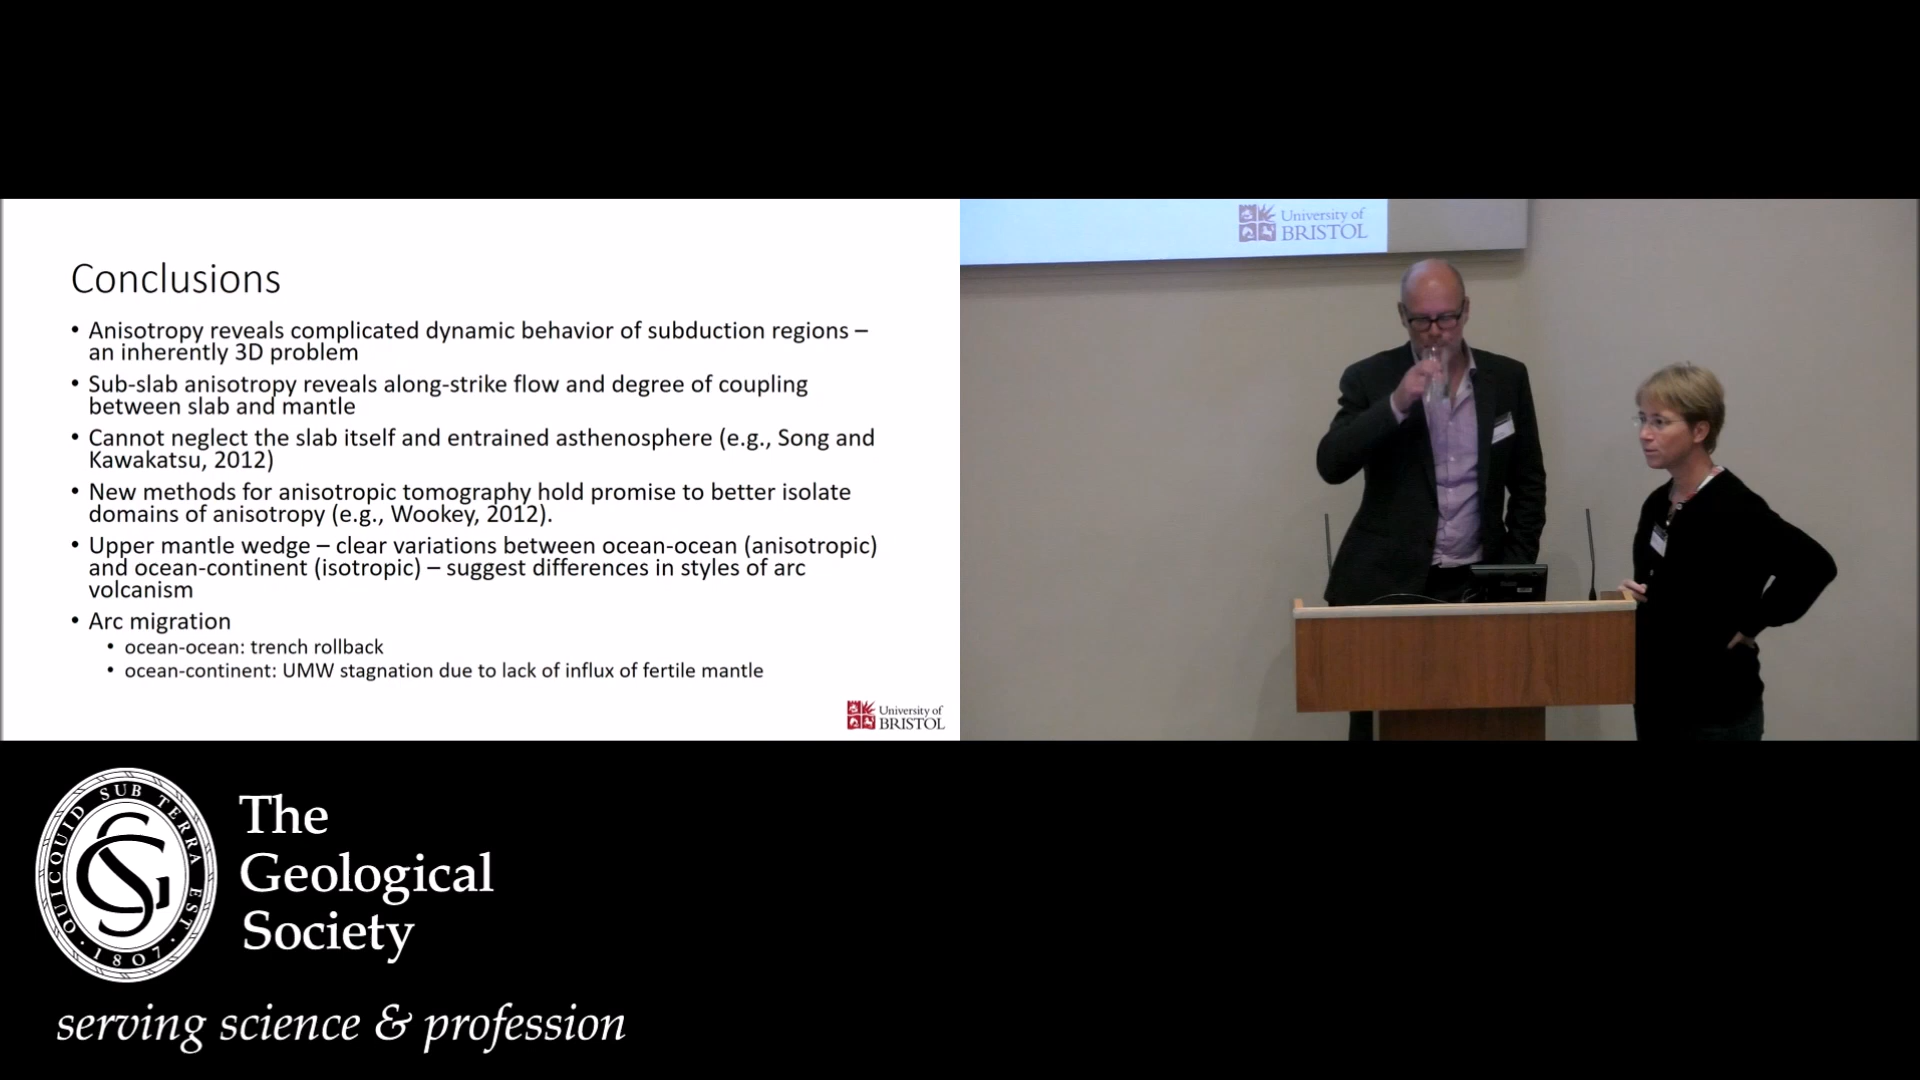 Conclusions
• Anisotropy reveals complicated dynamic behavior of subduction regions –
an inherently 3D problem
• Sub-slab anisotropy reveals along-strike flow and degree of coupling
between slab and mantle
• Cannot neglect the slab itself and entrained asthenosphere (e.g., Song and
Kawakatsu, 2012)
• New methods for anisotropic tomography hold promise to better isolate
domains of anisotropy (e.g., Wookey, 2012).
• Upper mantle wedge – clear variations between ocean-ocean (anisotropic)
and ocean-continent (isotropic) – suggest differences in styles of arc
volcanism
• Arc migration
• ocean-ocean: trench rollback
• ocean-continent: UMW stagnation due to lack of influx of fertile mantle
University of
BRISTOL
University of
BRISTOL
QUICQUID SUB TERRA EST
· 1807 ·
GS
The
Geological
Society
serving science & profession